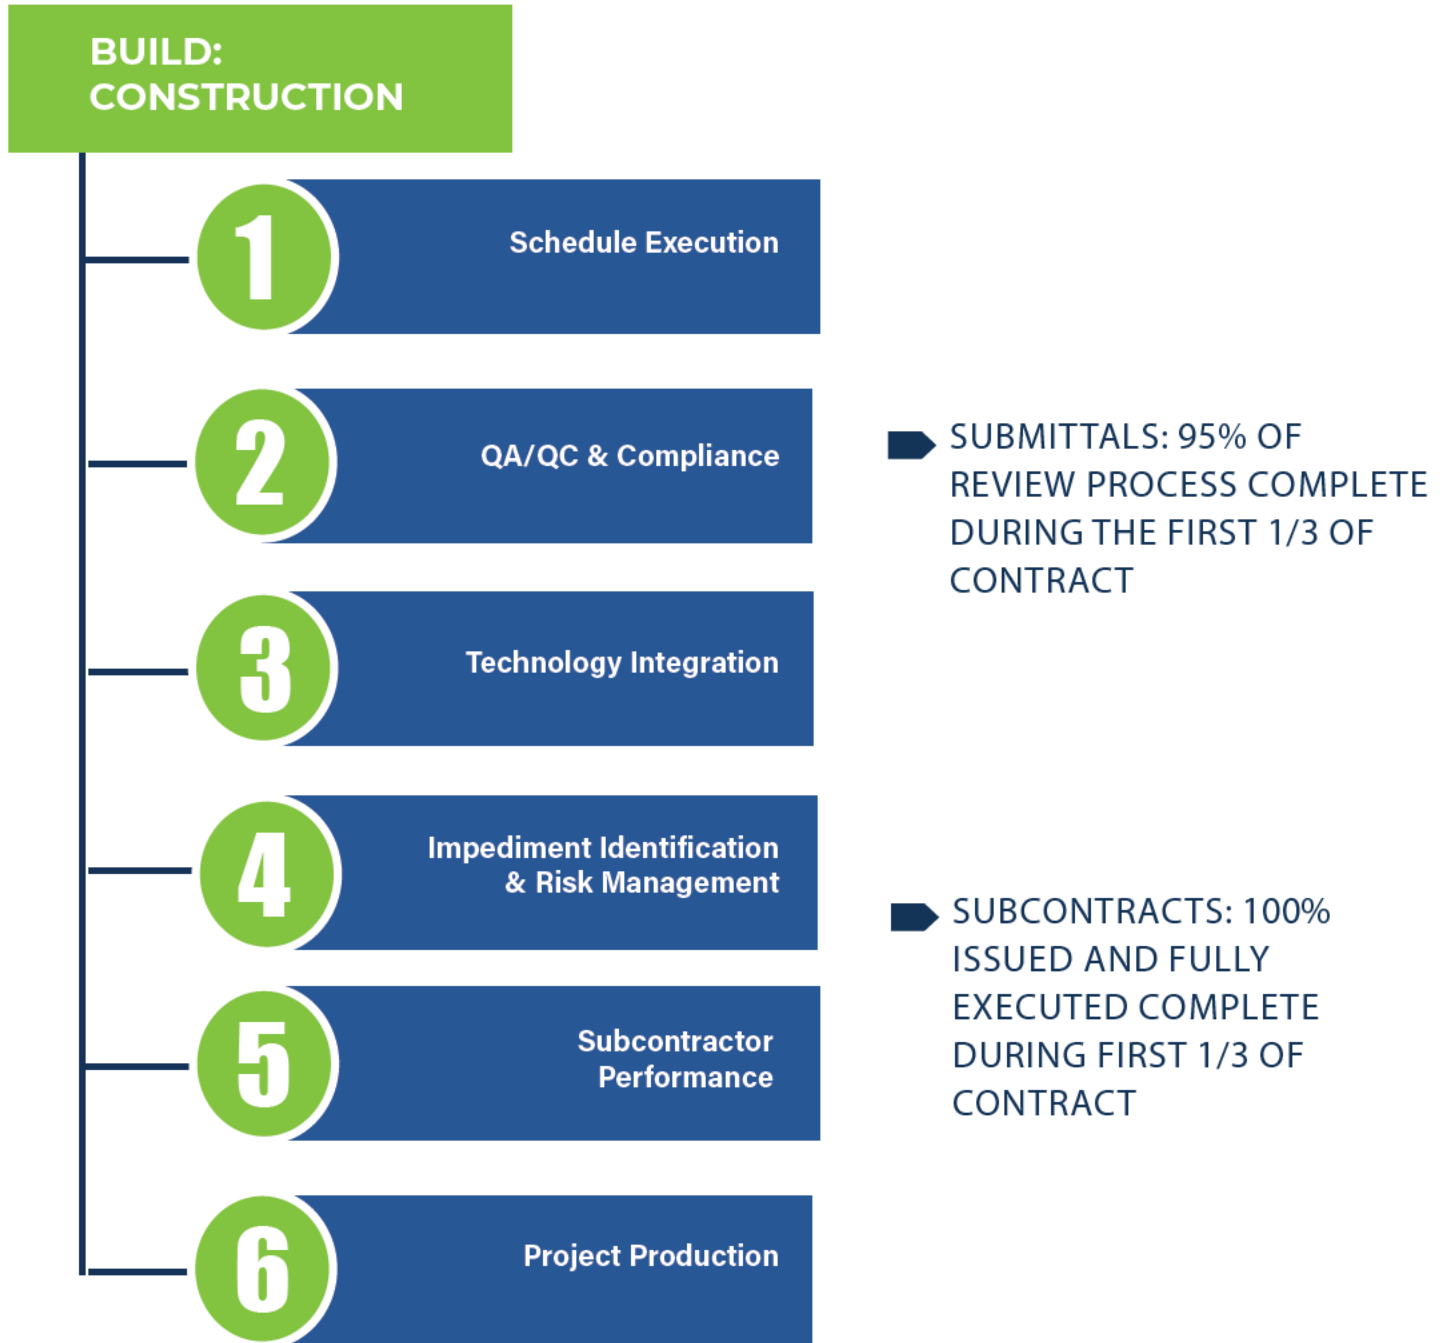 BUILD:
CONSTRUCTION
1
Schedule Execution
2
QA/QC & Compliance
SUBMITTALS: 95% OF
REVIEW PROCESS COMPLETE
DURING THE FIRST 1/3 OF
CONTRACT
3
Technology Integration
4
Impediment Identification
& Risk Management
SUBCONTRACTS: 100%
ISSUED AND FULLY
EXECUTED COMPLETE
DURING FIRST 1/3 OF
CONTRACT
5
Subcontractor
Performance
6
Project Production